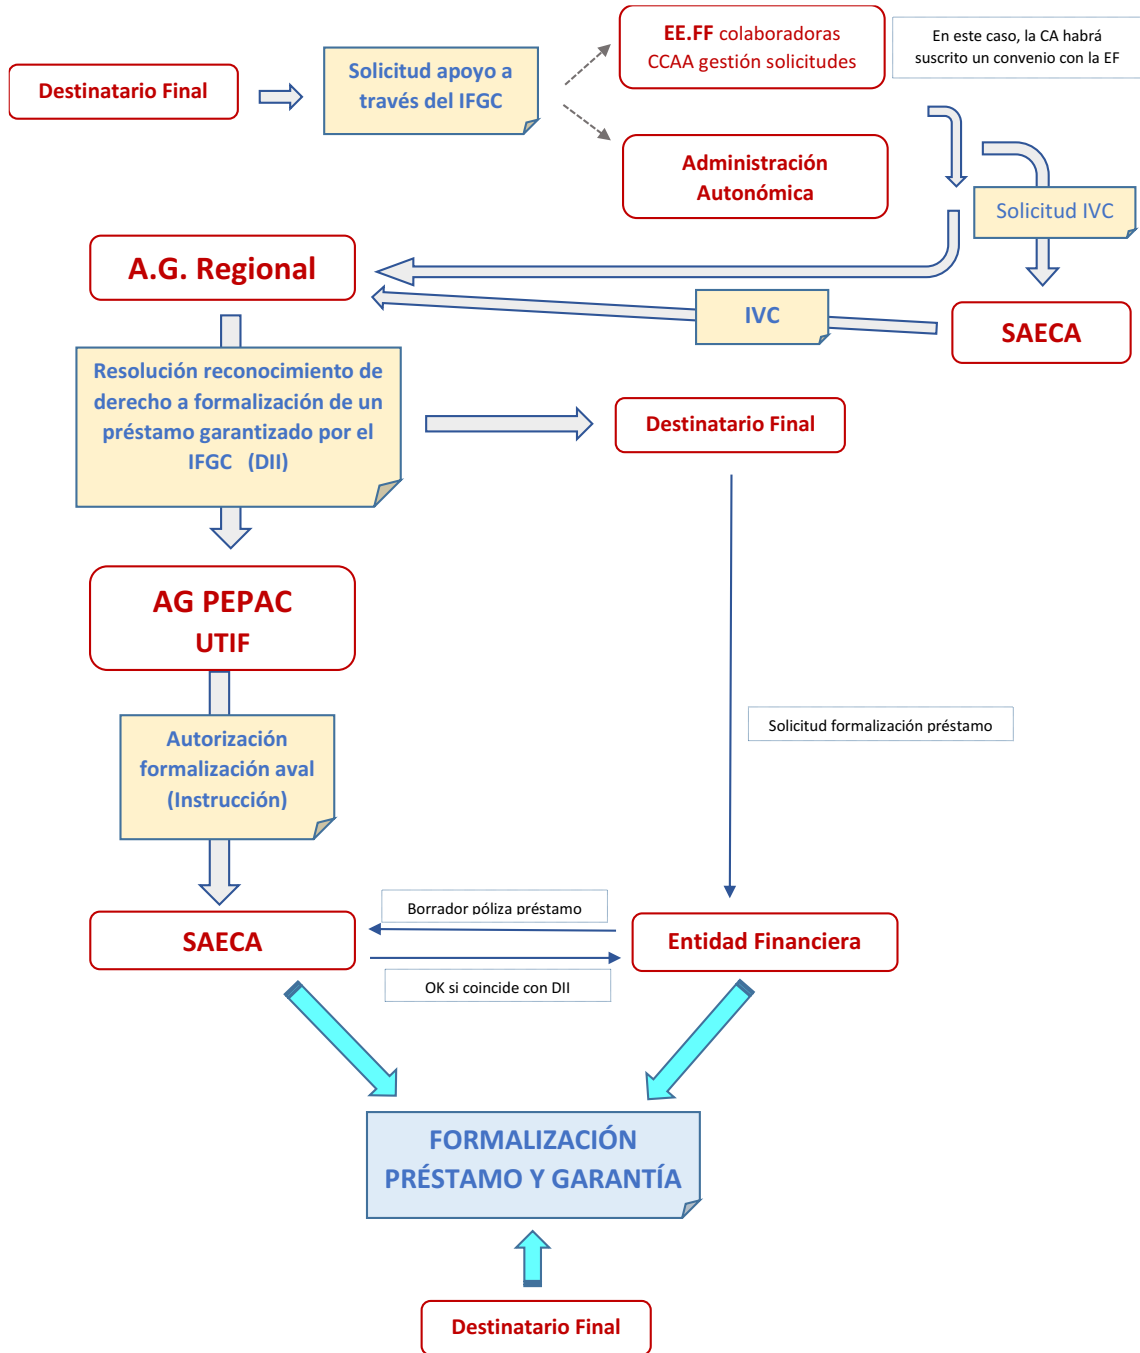 Destinatario Final
Solicitud apoyo a
través del IFGC
EE.FF colaboradoras
CCAA gestión solicitudes
En este caso, la CA habrá
suscrito un convenio con la EF
Administración
Autonómica
Solicitud IVC
A.G. Regional
IVC
SAECA
Resolución reconocimiento de
derecho a formalización de un
préstamo garantizado por el
IFGC (DII)
Destinatario Final
AG PEPAC
UTIF
Solicitud formalización préstamo
Autorización
formalización aval
(Instrucción)
Borrador póliza préstamo
SAECA
Entidad Financiera
OK si coincide con DII
FORMALIZACIÓN
PRÉSTAMO Y GARANTÍA
Destinatario Final